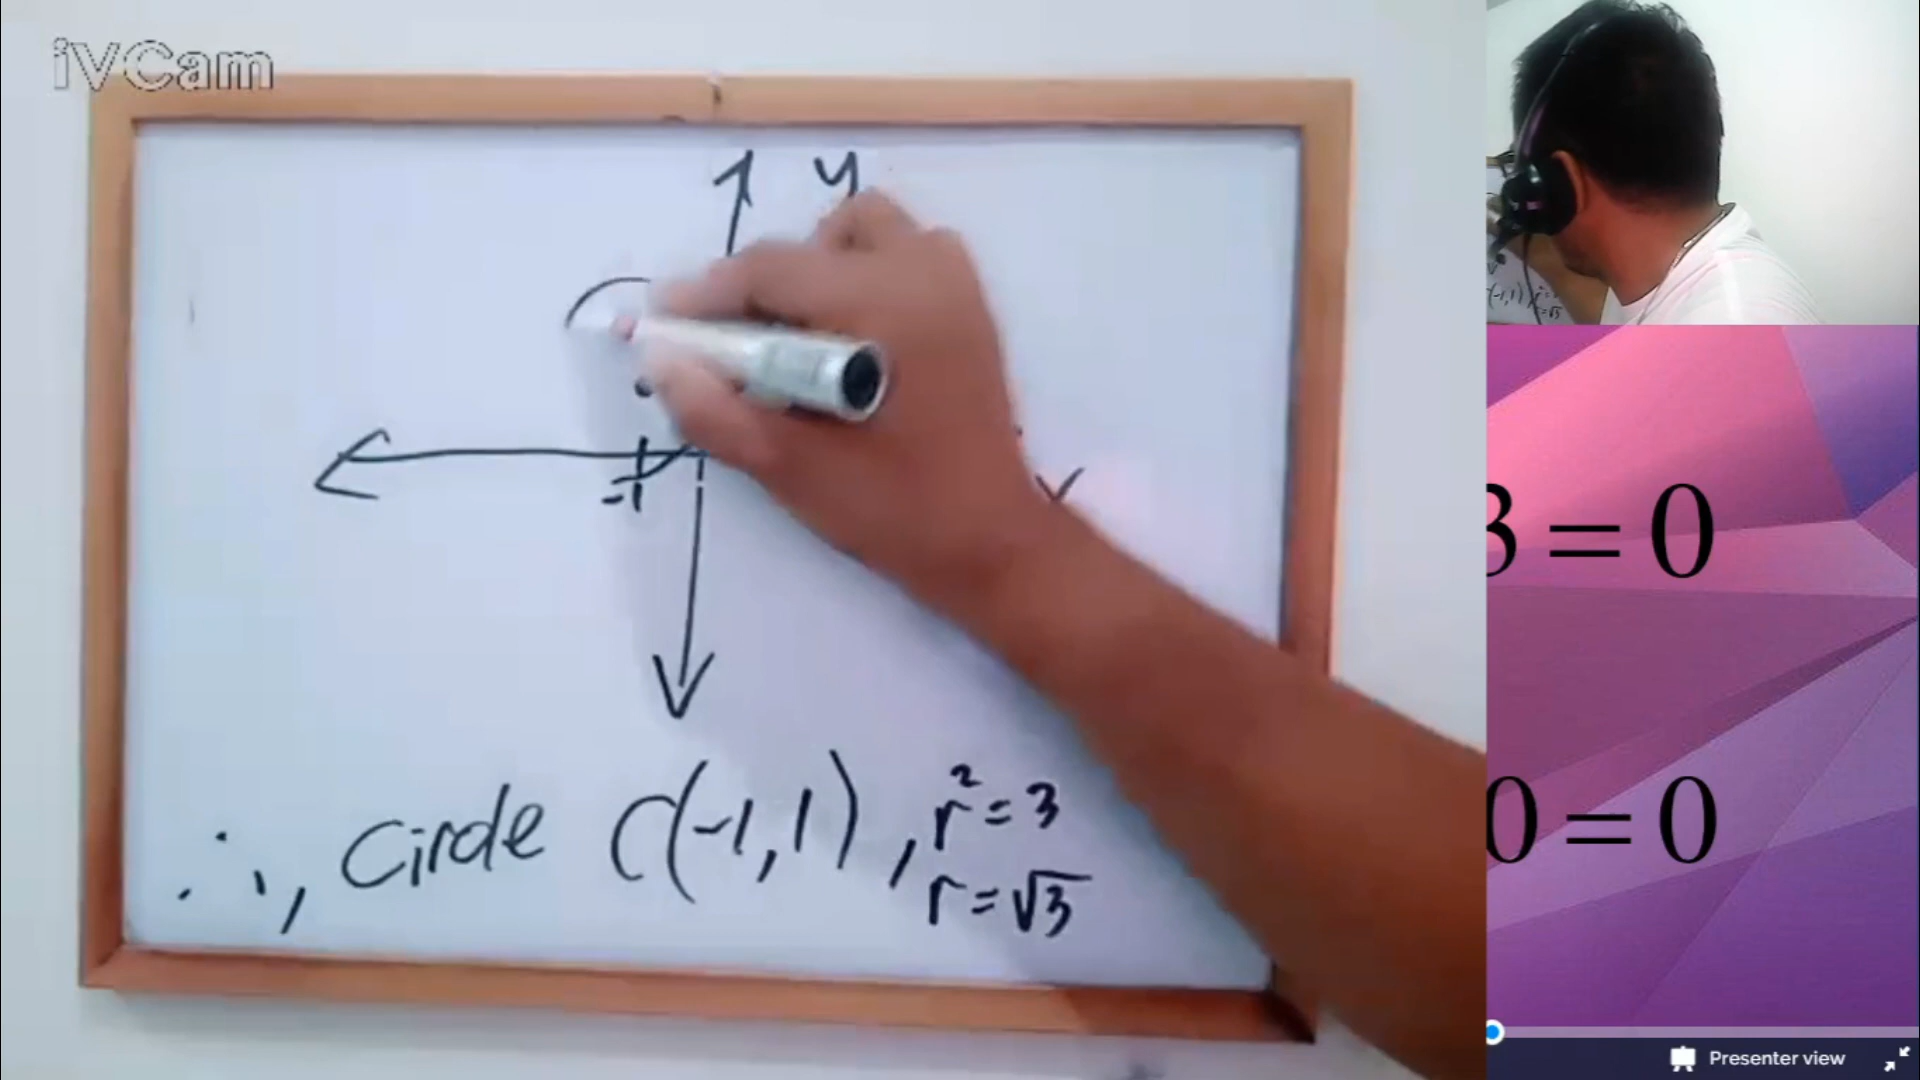 iVCam
y
-1
∴, Circle C(-1,1), r²=3
r=√3
3=0
0=0
Presenter view